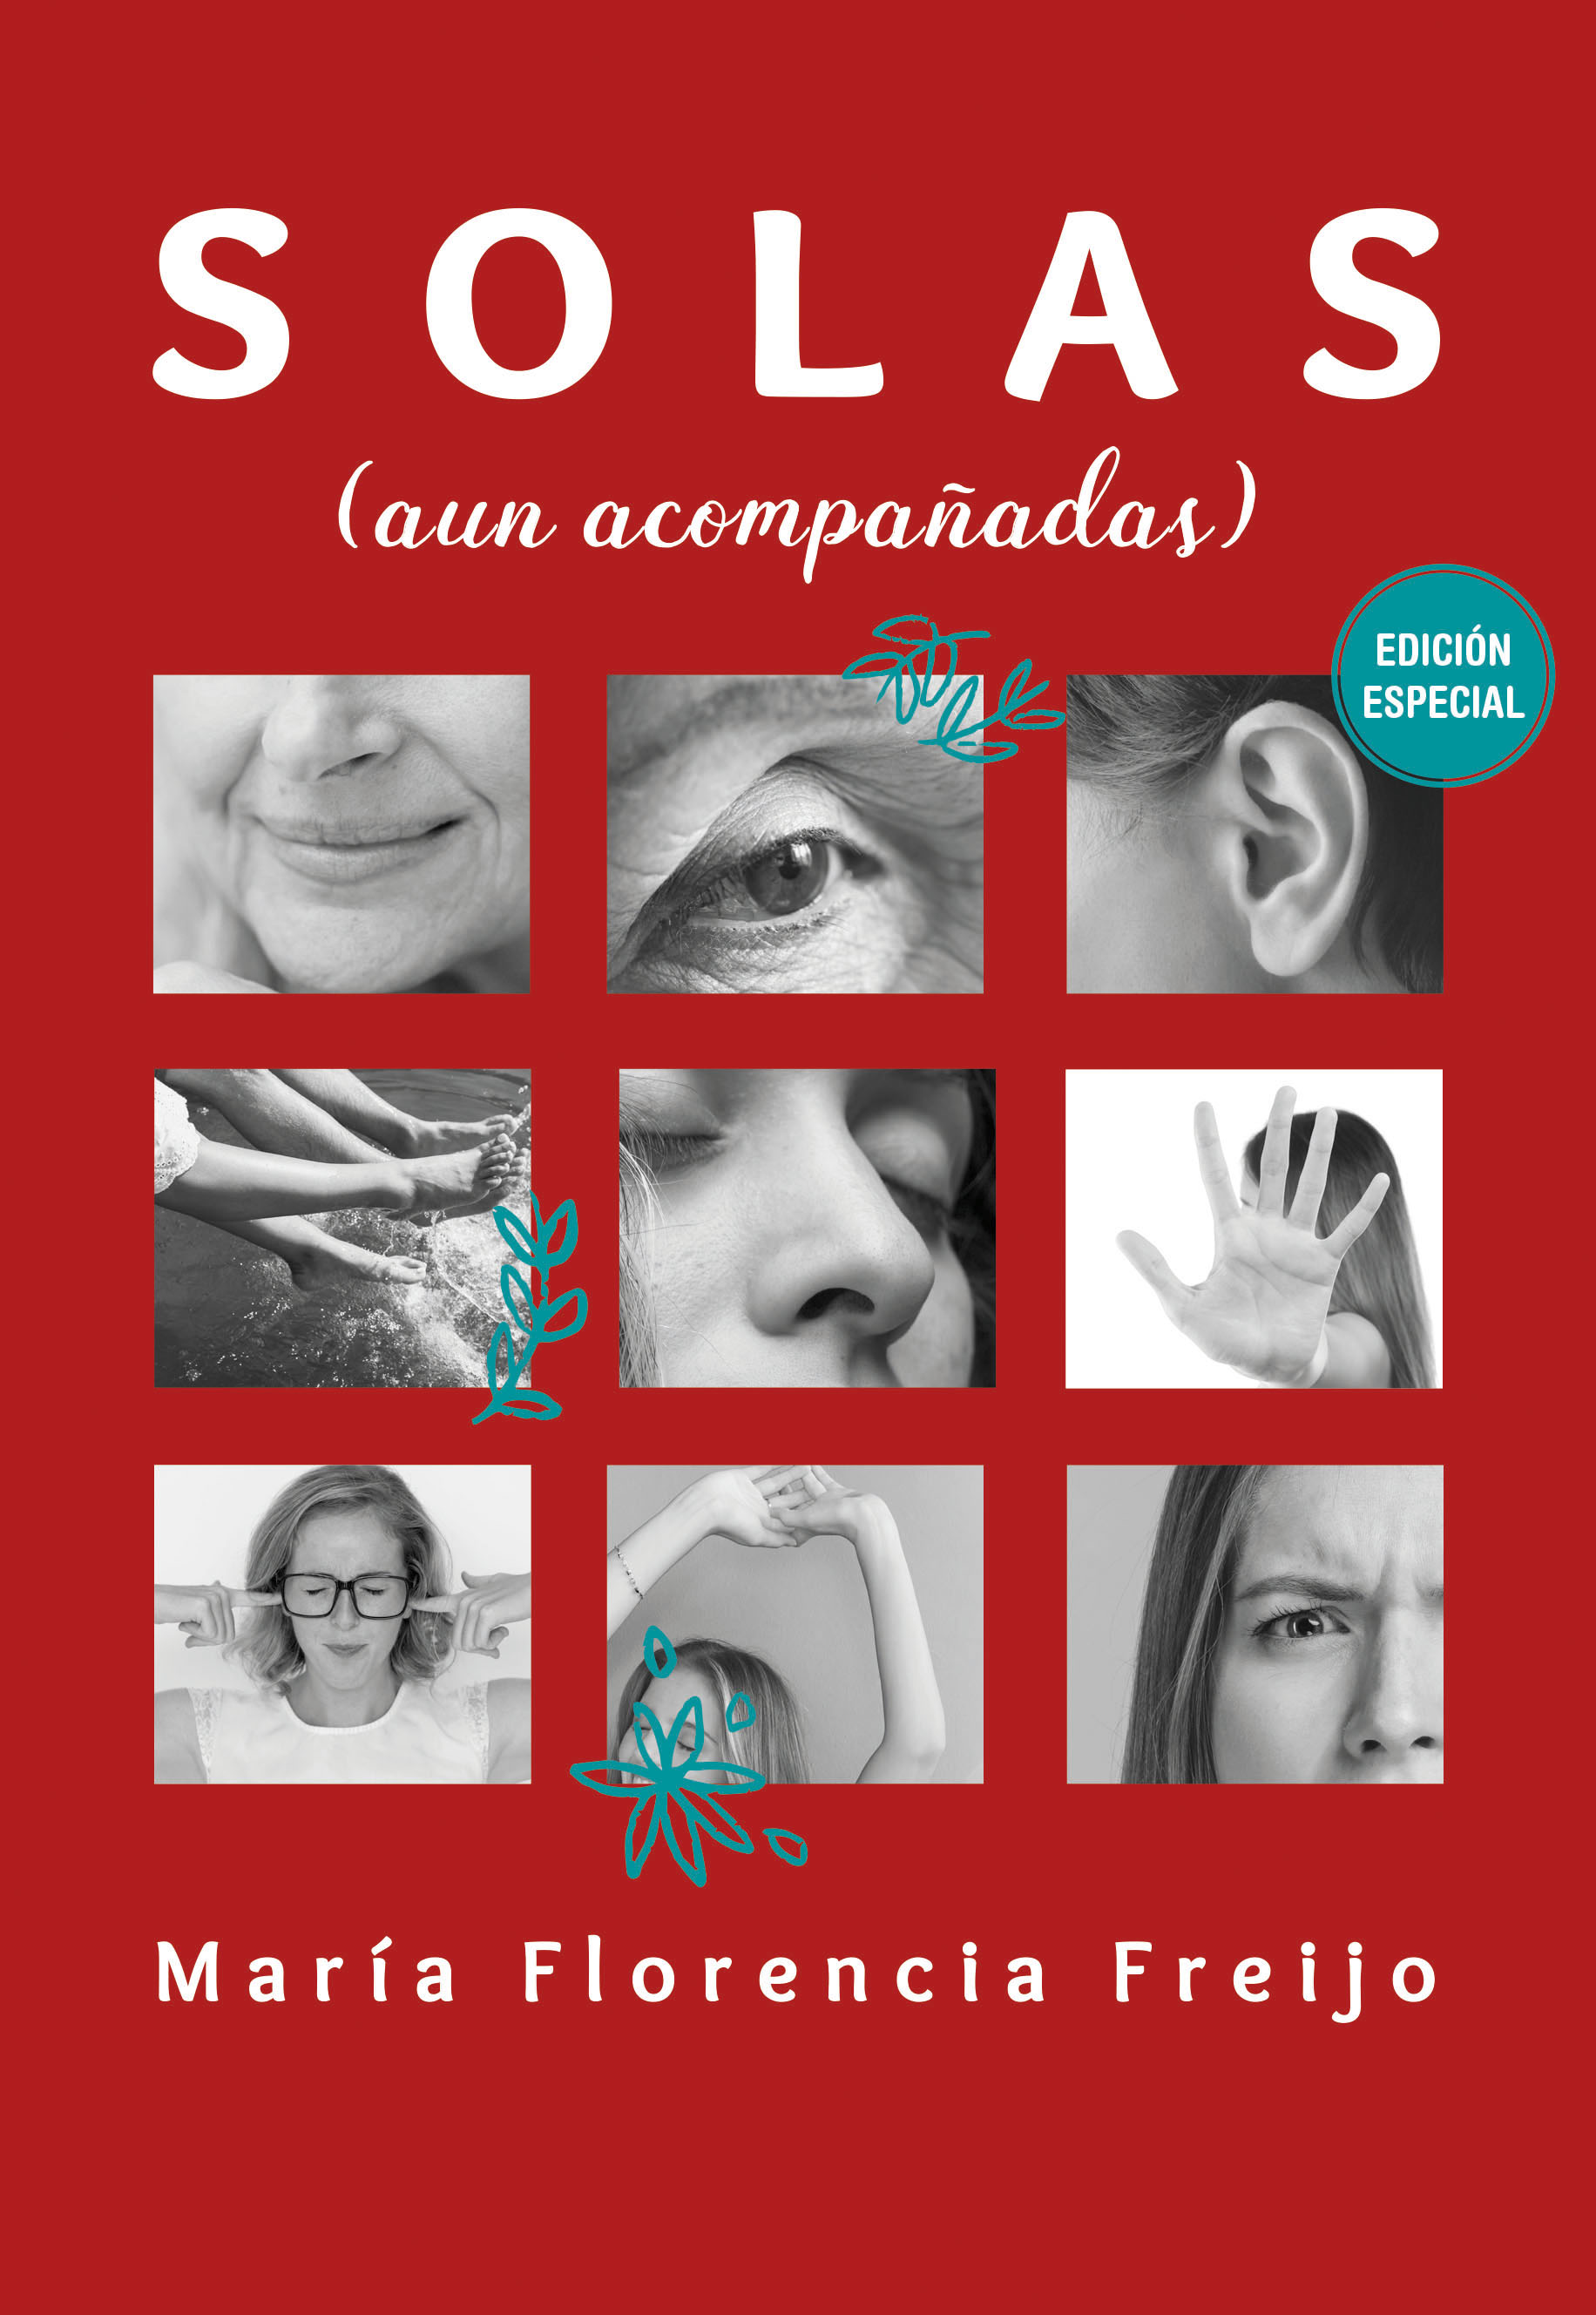 SOLAS
(aun acompañadas)
EDICIÓN
ESPECIAL
María Florencia Freijo